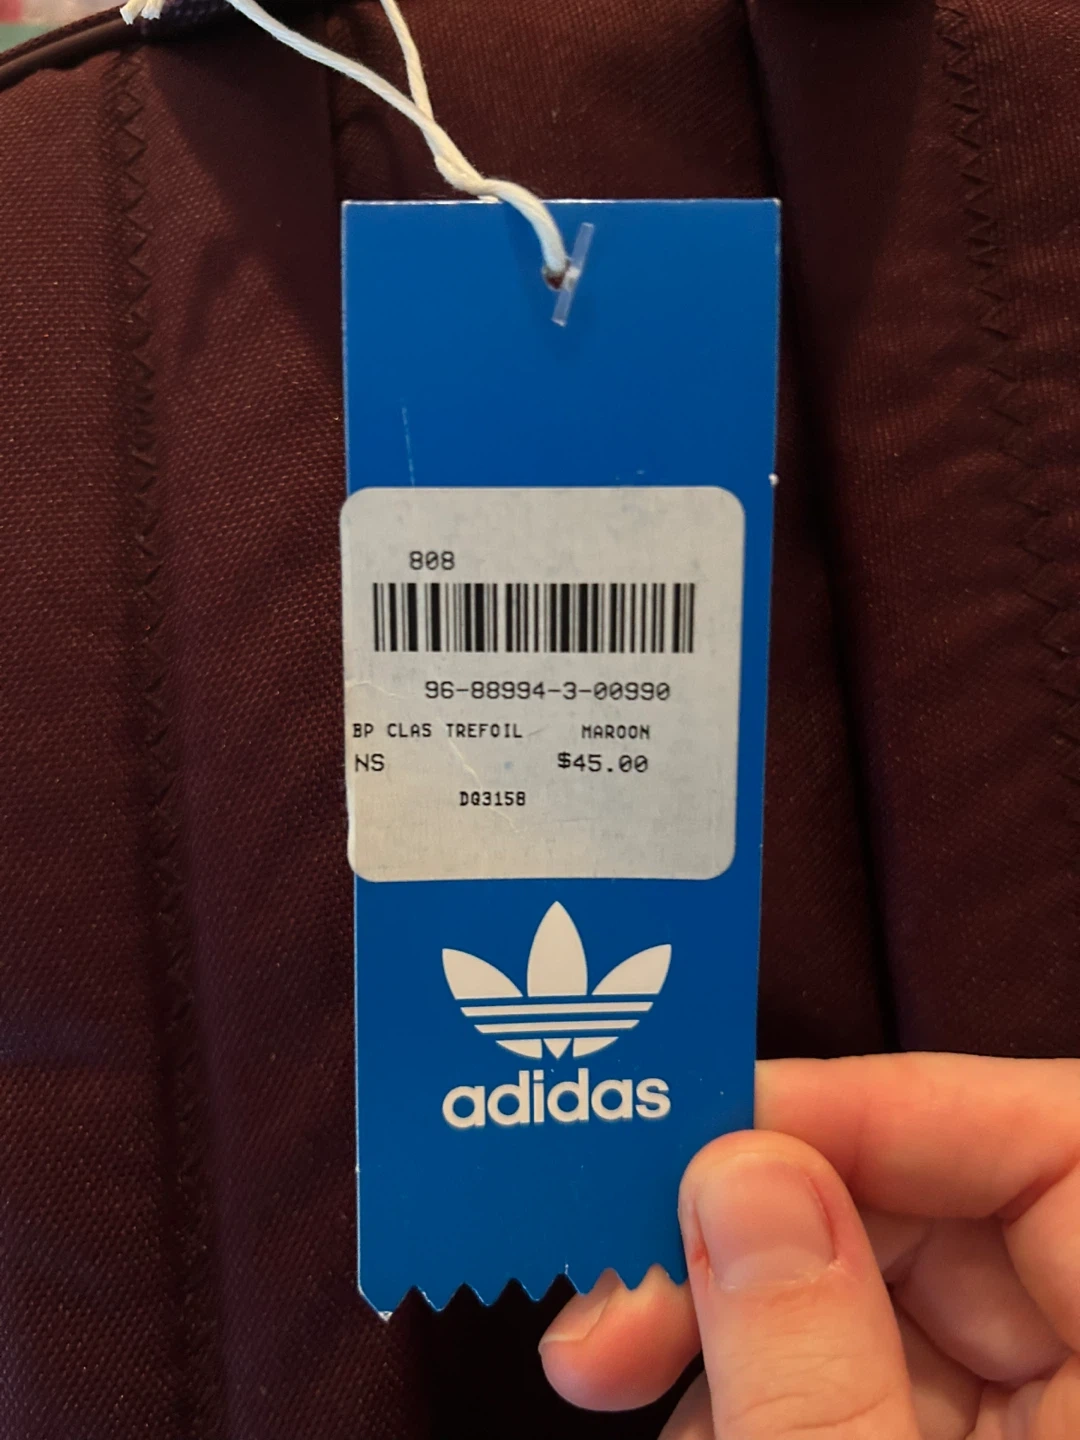 808
96-88994-3-00990
BP CLAS TREFOIL MAROON
NS $45.00
DQ3158
adidas